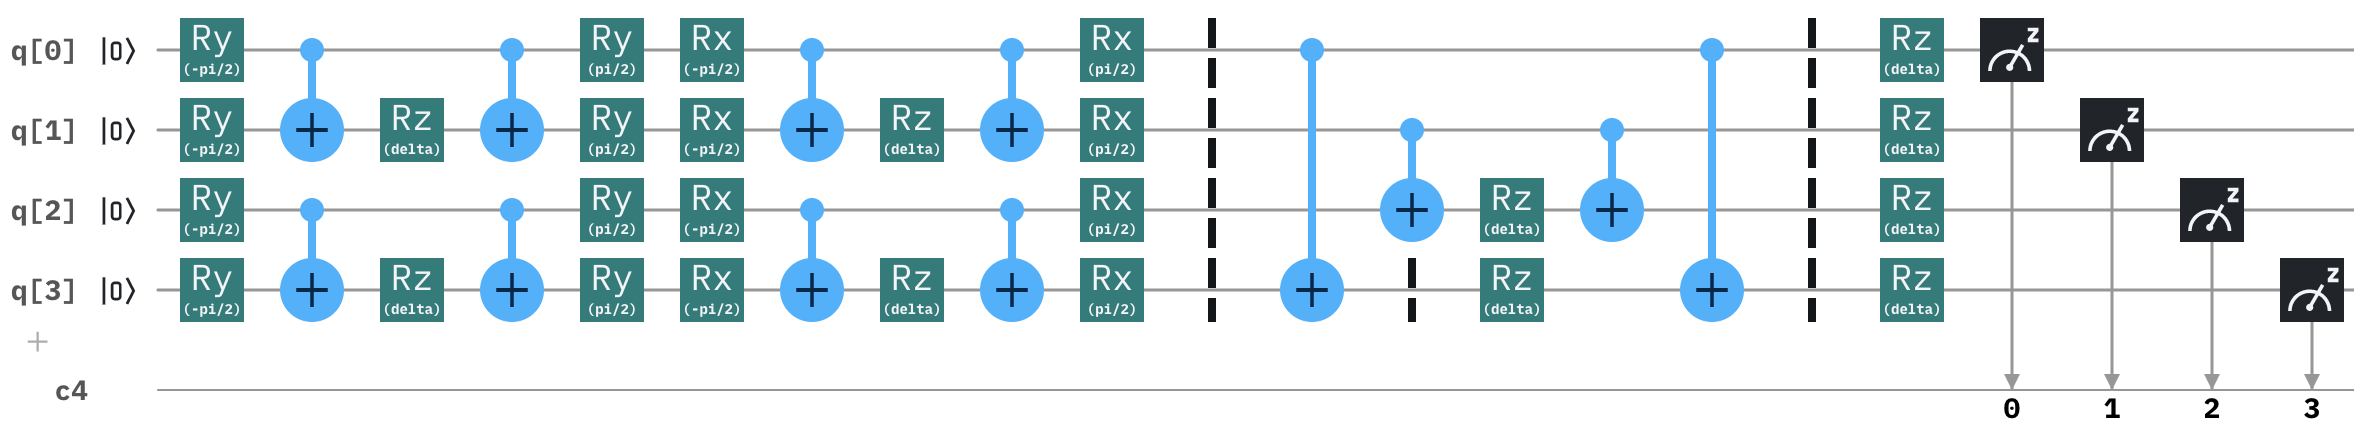 q[0] |0⟩ Ry (-pi/2) Ry (pi/2) Rx (-pi/2) Rx (pi/2) Rz (delta) z
q[1] |0⟩ Ry (-pi/2) + Rz (delta) + Ry (pi/2) Rx (-pi/2) + Rz (delta) + Rx (pi/2) Rz (delta) z
q[2] |0⟩ Ry (-pi/2) Ry (pi/2) Rx (-pi/2) Rx (pi/2) + Rz (delta) + Rz (delta) z
q[3] |0⟩ Ry (-pi/2) + Rz (delta) + Ry (pi/2) Rx (-pi/2) + Rz (delta) + Rx (pi/2) + Rz (delta) + Rz (delta) z
+
c4
0 1 2 3